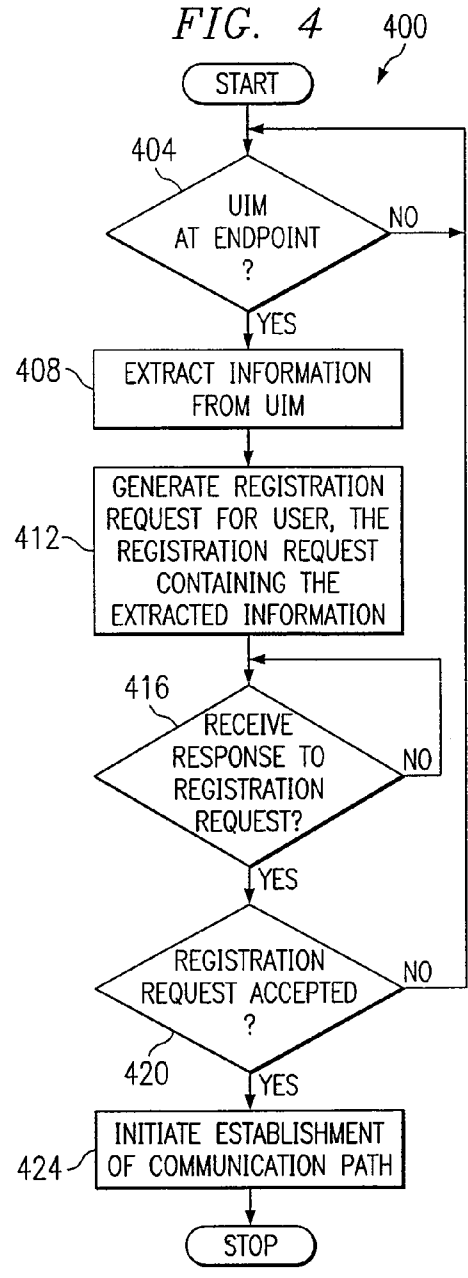 FIG. 4
400
START
404
UIM
AT ENDPOINT
?
NO
YES
408
EXTRACT INFORMATION
FROM UIM
412
GENERATE REGISTRATION
REQUEST FOR USER, THE
REGISTRATION REQUEST
CONTAINING THE
EXTRACTED INFORMATION
416
RECEIVE
RESPONSE TO
REGISTRATION
REQUEST?
NO
YES
REGISTRATION
REQUEST ACCEPTED
?
NO
420
YES
424
INITIATE ESTABLISHMENT
OF COMMUNICATION PATH
STOP